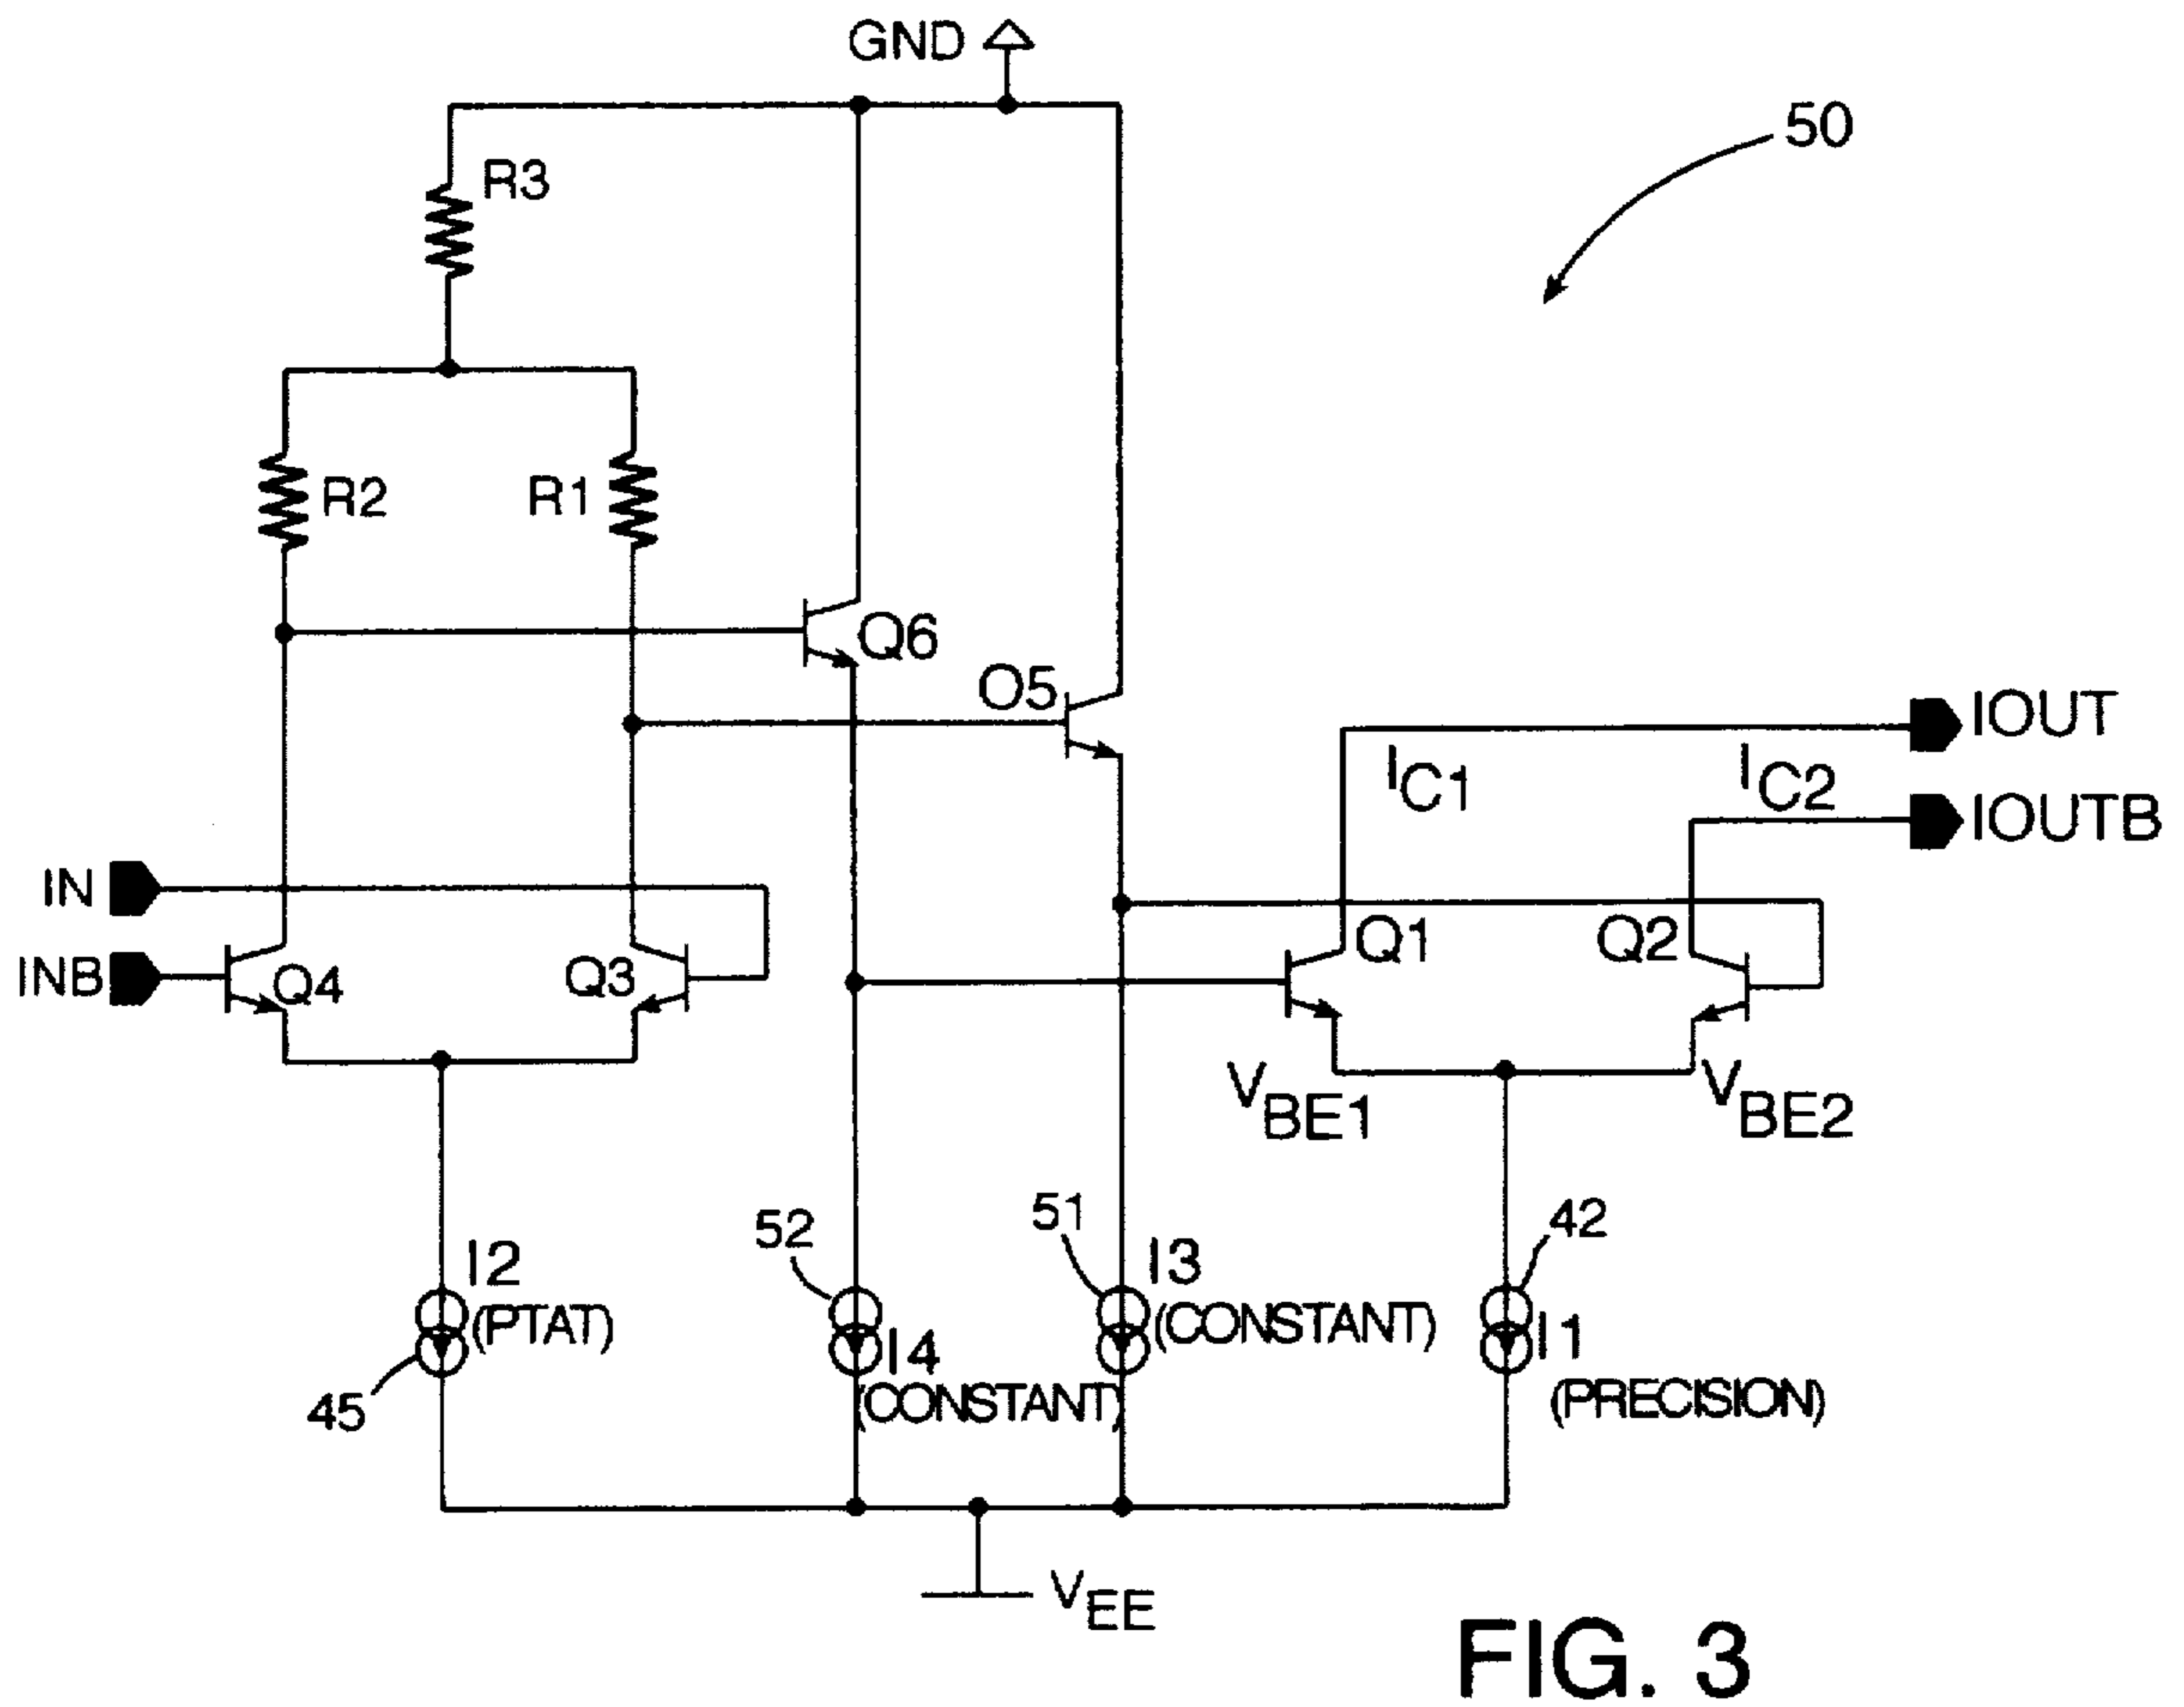 GND
50
R3
R2
R1
Q6
O5
IOUT
IC1
IC2
IOUTB
IN
INB
Q4
Q3
Q1
Q2
VBE1
VBE2
52
51
42
I2
(PTAT)
I3
(CONSTANT)
I4
(CONSTANT)
I1
(PRECISION)
45
VEE
FIG. 3